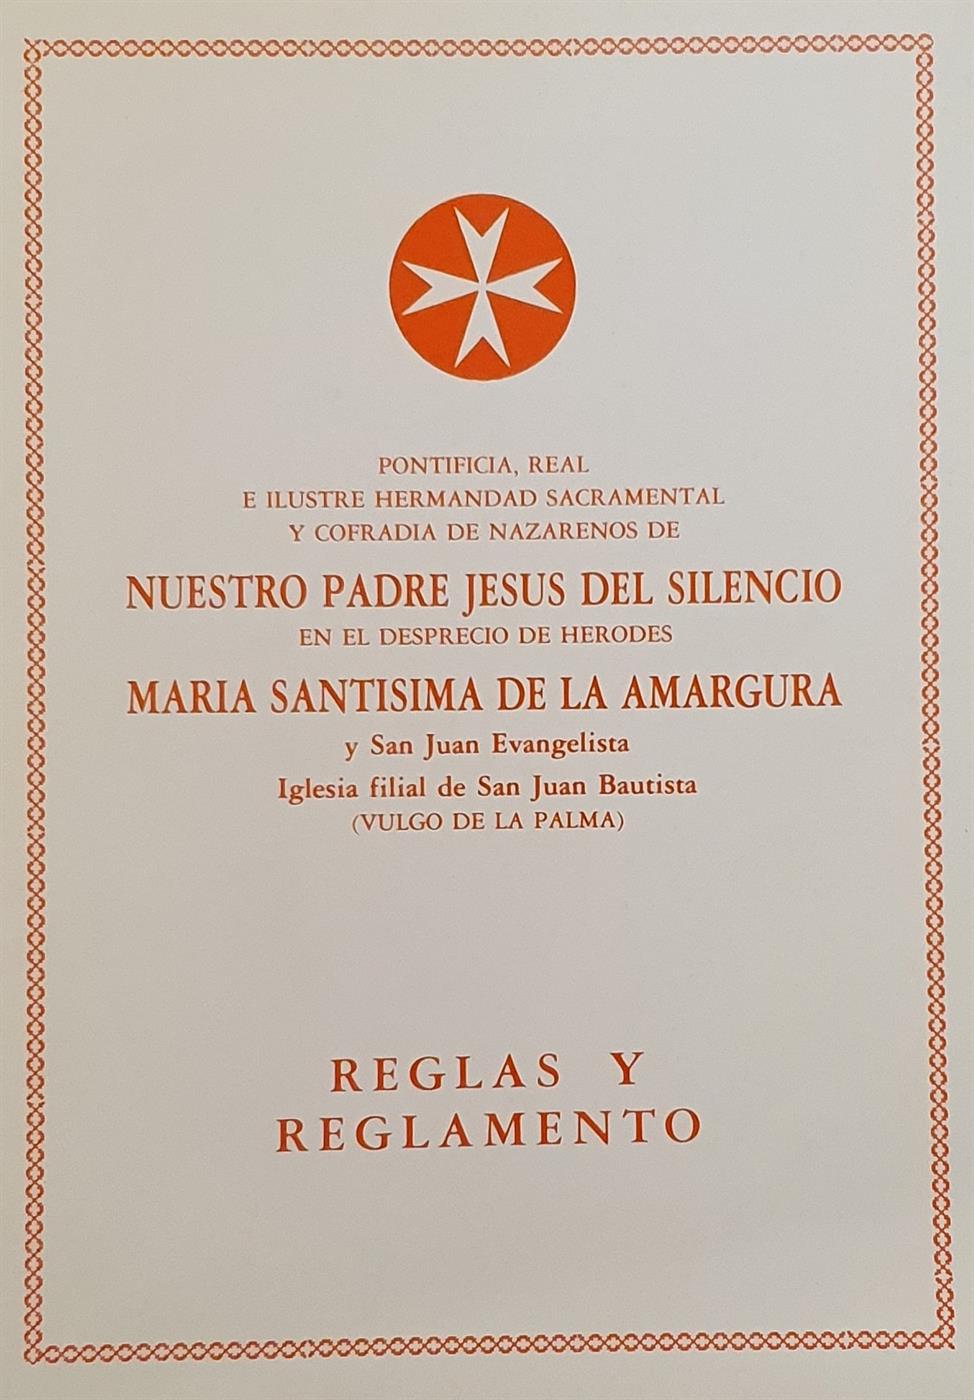 PONTIFICIA, REAL
E ILUSTRE HERMANDAD SACRAMENTAL
Y COFRADIA DE NAZARENOS DE
NUESTRO PADRE JESUS DEL SILENCIO
EN EL DESPRECIO DE HERODES
MARIA SANTISIMA DE LA AMARGURA
y San Juan Evangelista
Iglesia filial de San Juan Bautista
(VULGO DE LA PALMA)
REGLAS Y
REGLAMENTO